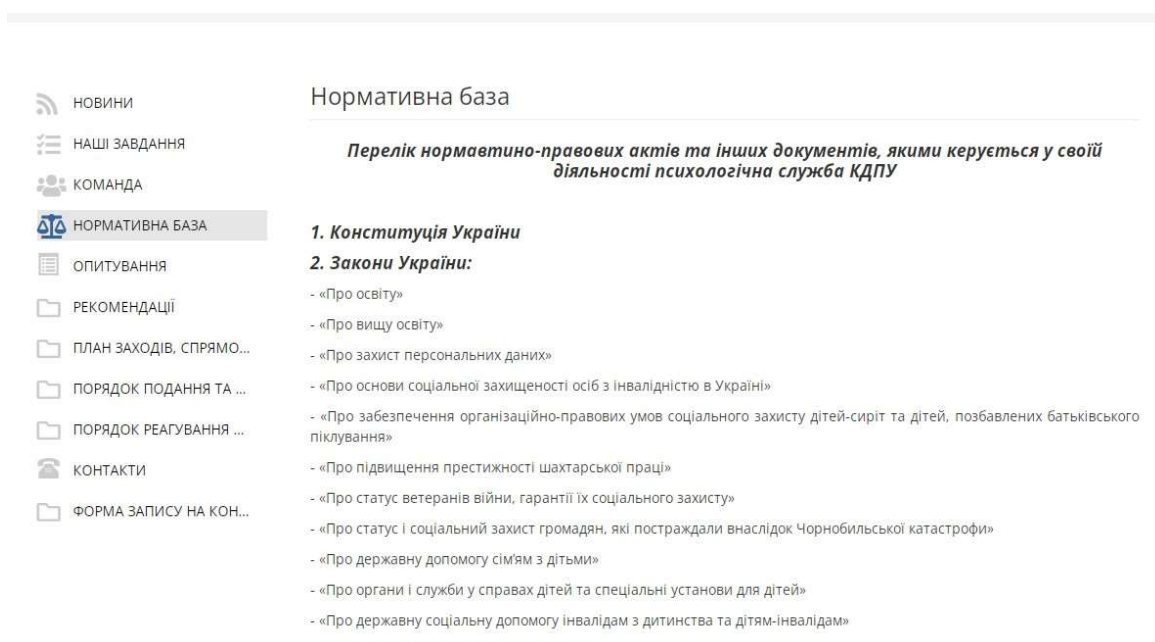 НОВИНИ
НАШІ ЗАВДАННЯ
КОМАНДА
НОРМАТИВНА БАЗА
ОПИТУВАННЯ
РЕКОМЕНДАЦІЇ
ПЛАН ЗАХОДІВ, СПРЯМО...
ПОРЯДОК ПОДАННЯ ТА ...
ПОРЯДОК РЕАГУВАННЯ ...
КОНТАКТИ
ФОРМА ЗАПИСУ НА КОН...
Нормативна база
Перелік нормавтино-правових актів та інших документів, якими керується у своїй
діяльності психологічна служба КДПУ
1. Конституція України
2. Закони України:
- «Про освіту»
- «Про вищу освіту»
- «Про захист персональних даних»
- «Про основи соціальної захищеності осіб з інвалідністю в Україні»
- «Про забезпечення організаційно-правових умов соціального захисту дітей-сиріт та дітей, позбавлених батьківського
піклування»
- «Про підвищення престижності шахтарської праці»
- «Про статус ветеранів війни, гарантії їх соціального захисту»
- «Про статус і соціальний захист громадян, які постраждали внаслідок Чорнобильської катастрофи»
- «Про державну допомогу сім'ям з дітьми»
- «Про органи і служби у справах дітей та спеціальні установи для дітей»
- «Про державну соціальну допомогу інвалідам з дитинства та дітям-інвалідам»